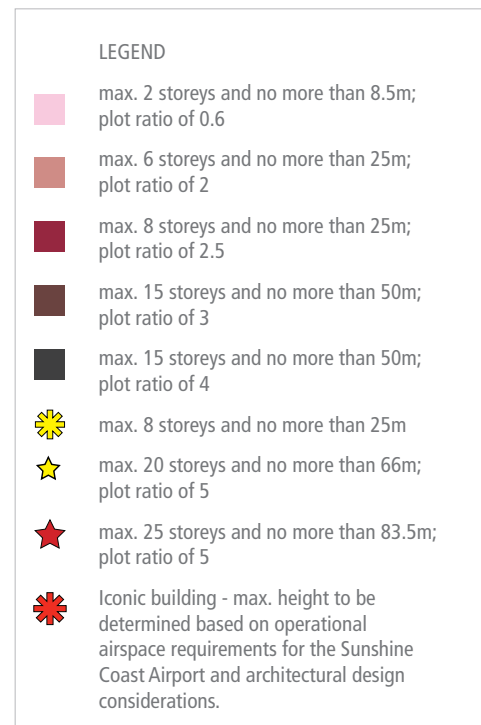 LEGEND
max. 2 storeys and no more than 8.5m;
plot ratio of 0.6
max. 6 storeys and no more than 25m;
plot ratio of 2
max. 8 storeys and no more than 25m;
plot ratio of 2.5
max. 15 storeys and no more than 50m;
plot ratio of 3
max. 15 storeys and no more than 50m;
plot ratio of 4
max. 8 storeys and no more than 25m
max. 20 storeys and no more than 66m;
plot ratio of 5
max. 25 storeys and no more than 83.5m;
plot ratio of 5
Iconic building - max. height to be
determined based on operational
airspace requirements for the Sunshine
Coast Airport and architectural design
considerations.